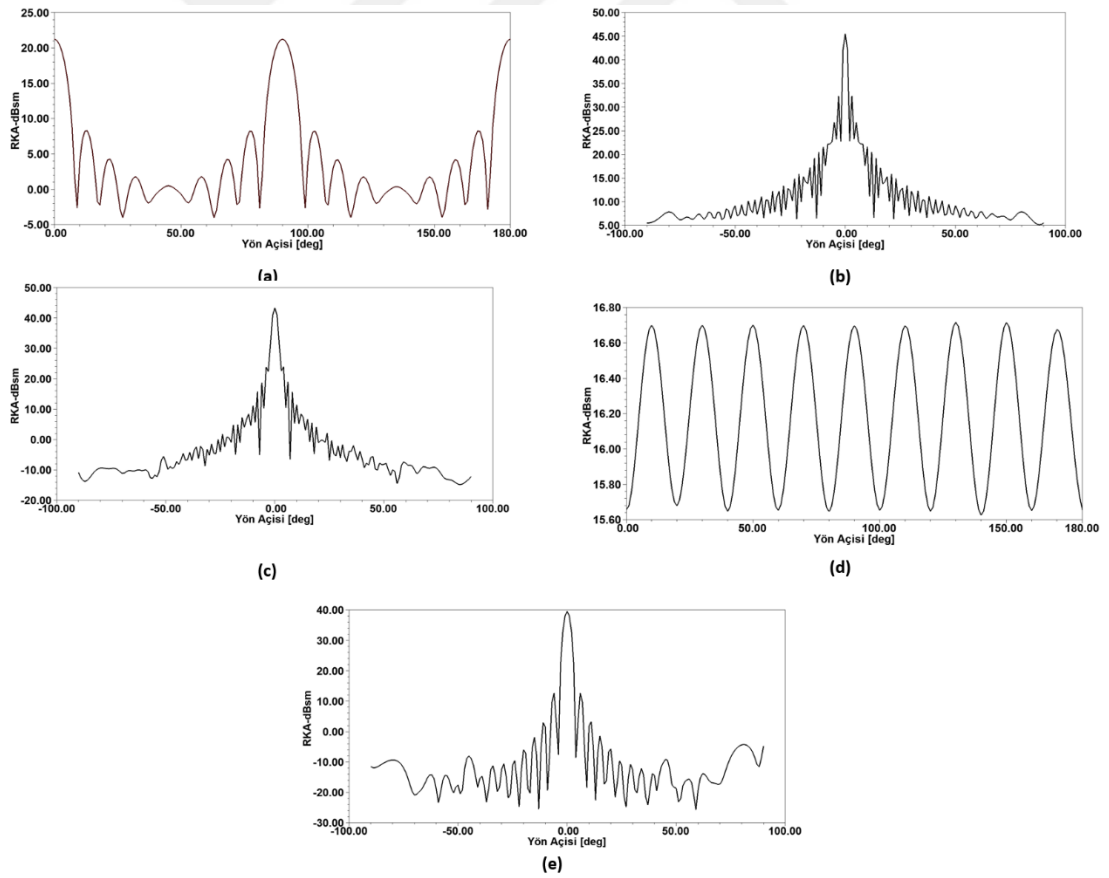 25.00
20.00
15.00
10.00
5.00
0.00
-5.00
RKA-dBsm
0.00 50.00 100.00 150.00 180.00
Yön Açisi [deg]
(a)
50.00
45.00
40.00
35.00
30.00
25.00
20.00
15.00
10.00
5.00
RKA-dBsm
-100.00 -50.00 0.00 50.00 100.00
Yön Açisi [deg]
(b)
50.00
40.00
30.00
20.00
10.00
0.00
-10.00
-20.00
RKA-dBsm
-100.00 -50.00 0.00 50.00 100.00
Yön Açisi [deg]
(c)
16.80
16.60
16.40
16.20
16.00
15.80
15.60
RKA-dBsm
0.00 50.00 100.00 150.00 180.00
Yön Açisi [deg]
(d)
40.00
30.00
20.00
10.00
0.00
-10.00
-20.00
-30.00
RKA-dBsm
-100.00 -50.00 0.00 50.00 100.00
Yön Açisi [deg]
(e)